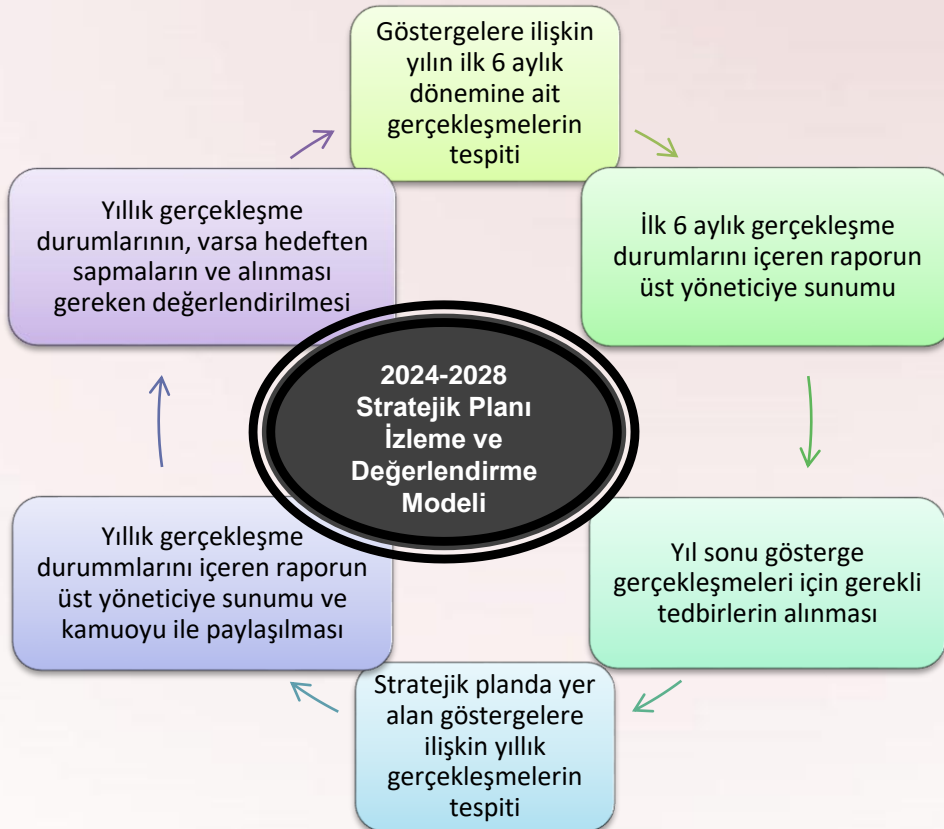 Göstergelere ilişkin
yılın ilk 6 aylık
dönemine ait
gerçekleşmelerin
tespiti
İlk 6 aylık gerçekleşme
durumlarını içeren raporun
üst yöneticiye sunumu
Yıl sonu gösterge
gerçekleşmeleri için gerekli
tedbirlerin alınması
Stratejik planda yer
alan göstergelere
ilişkin yıllık
gerçekleşmelerin
tespiti
Yıllık gerçekleşme
durummlarını içeren raporun
üst yöneticiye sunumu ve
kamuoyu ile paylaşılması
Yıllık gerçekleşme
durumlarının, varsa hedeften
sapmaların ve alınması
gereken değerlendirilmesi
2024-2028
Stratejik Planı
İzleme ve
Değerlendirme
Modeli